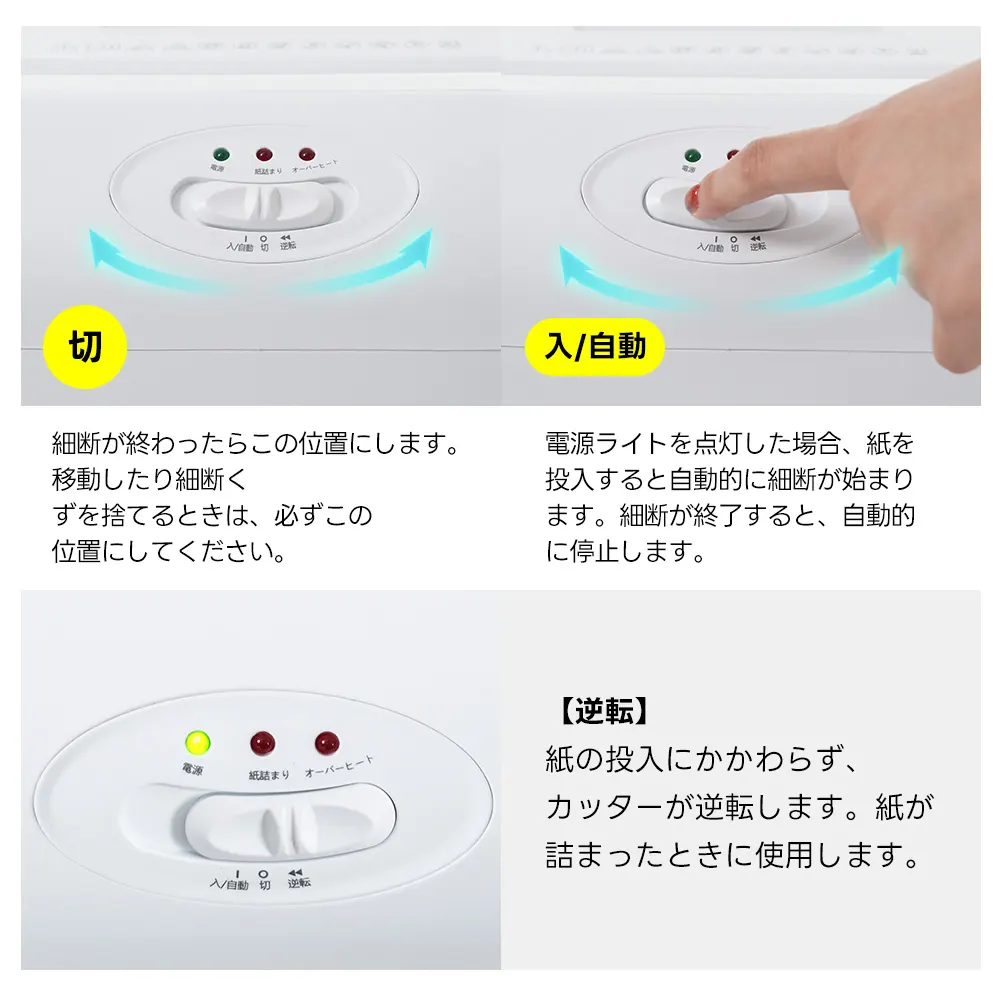 電源
紙詰まり
オーバーヒート
入/自動 切 逆転
切
電源
入/自動 切 逆転
入/自動
細断が終わったらこの位置にします。
移動したり細断く
ずを捨てるときは、必ずこの
位置にしてください。
電源ライトを点灯した場合、紙を
投入すると自動的に細断が始まり
ます。細断が終了すると、自動的
に停止します。
電源
紙詰まり
オーバーヒート
入/自動 切 逆転
【逆転】
紙の投入にかかわらず、
カッターが逆転します。紙が
詰まったときに使用します。